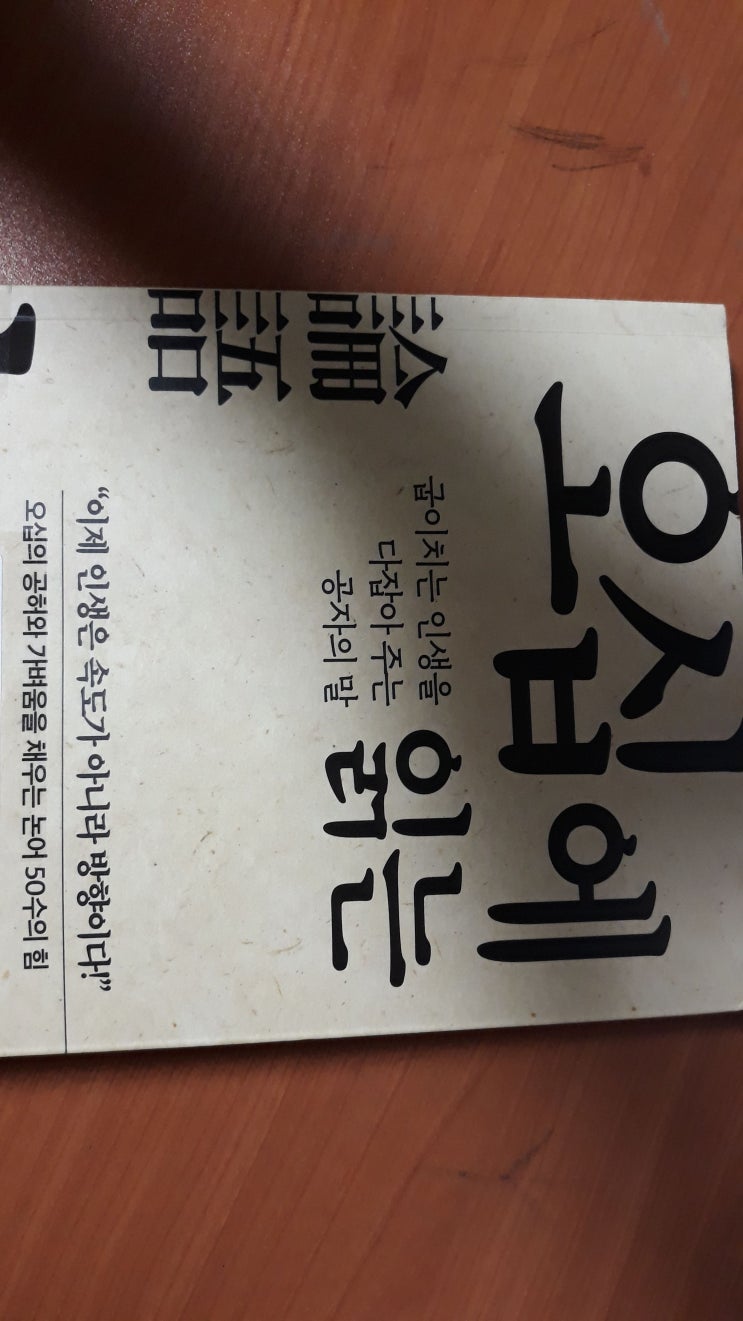 오십에
읽는
論語
굽이치는 인생을
다잡아 주는
공자의 말
“이제 인생은 속도가 아니라 방향이다!”
오십의 공허와 가벼움을 채우는 논어 50수의 힘